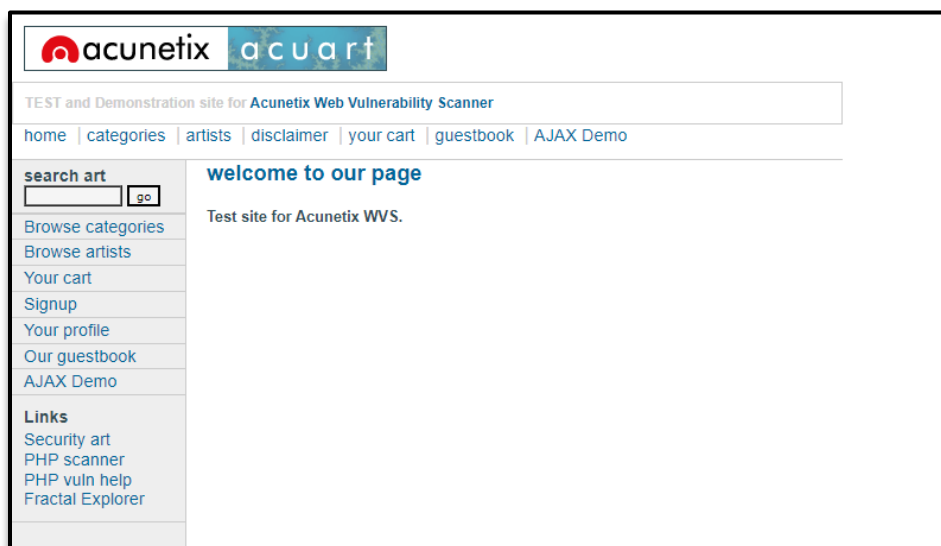 acunetix acuart
TEST and Demonstration site for Acunetix Web Vulnerability Scanner
home | categories | artists | disclaimer | your cart | guestbook | AJAX Demo
search art
go
Browse categories
Browse artists
Your cart
Signup
Your profile
Our guestbook
AJAX Demo
Links
Security art
PHP scanner
PHP vuln help
Fractal Explorer
welcome to our page
Test site for Acunetix WVS.